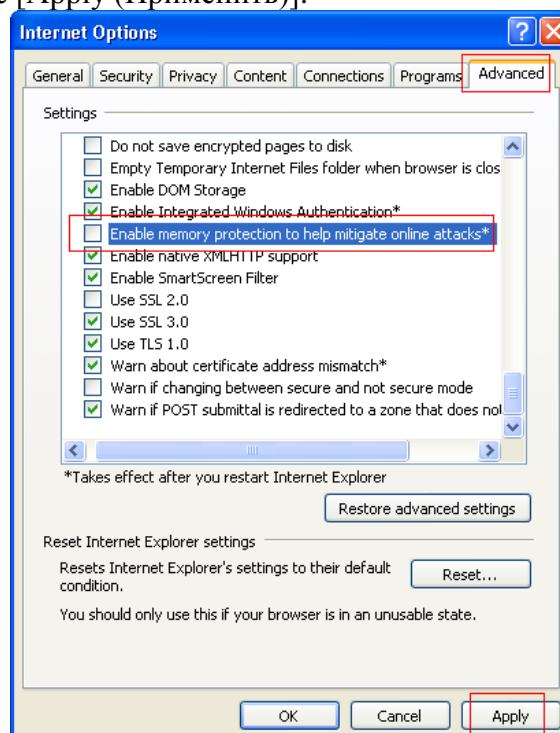 [Apply (Применить)].
Internet Options
General Security Privacy Content Connections Programs Advanced
Settings
Do not save encrypted pages to disk
Empty Temporary Internet Files folder when browser is clos
Enable DOM Storage
Enable Integrated Windows Authentication*
Enable memory protection to help mitigate online attacks*
Enable native XMLHTTP support
Enable SmartScreen Filter
Use SSL 2.0
Use SSL 3.0
Use TLS 1.0
Warn about certificate address mismatch*
Warn if changing between secure and not secure mode
Warn if POST submittal is redirected to a zone that does not
*Takes effect after you restart Internet Explorer
Restore advanced settings
Reset Internet Explorer settings
Resets Internet Explorer's settings to their default
condition.
Reset...
You should only use this if your browser is in an unusable state.
OK Cancel Apply